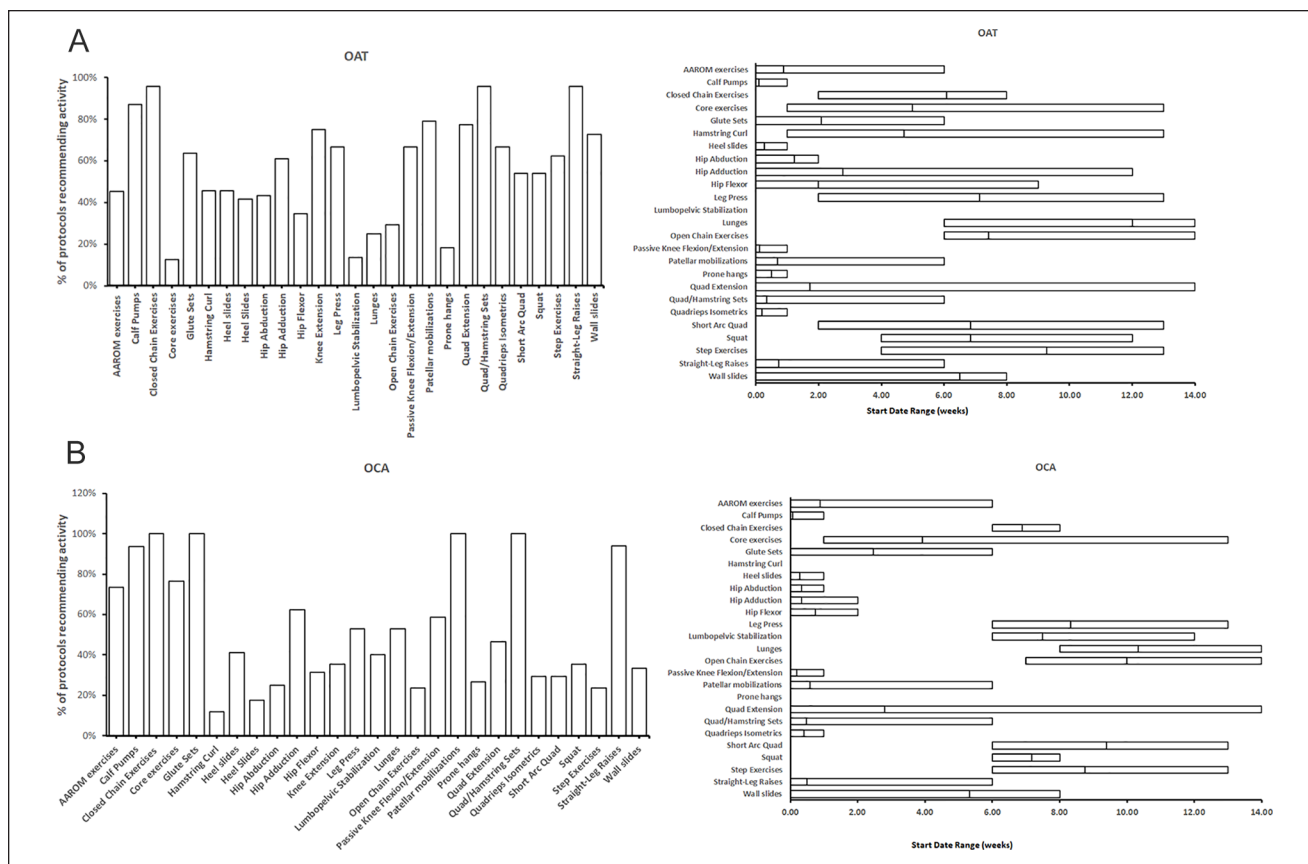 A
OAT
% of protocols recommending activity
100%
80%
60%
40%
20%
0%
AAROM exercises
Calf Pumps
Closed Chain Exercises
Core exercises
Glute Sets
Hamstring Curl
Heel slides
Heel Slides
Hip Abduction
Hip Adduction
Hip Flexor
Knee Extension
Leg Press
Lumbopelvic Stabilization
Lunges
Open Chain Exercises
Passive Knee Flexion/Extension
Patellar mobilizations
Prone hangs
Quad Extension
Quad/Hamstring Sets
Quadrieps Isometrics
Short Arc Quad
Squat
Step Exercises
Straight-Leg Raises
Wall slides
OAT
AAROM exercises
Calf Pumps
Closed Chain Exercises
Core exercises
Glute Sets
Hamstring Curl
Heel slides
Hip Abduction
Hip Adduction
Hip Flexor
Leg Press
Lumbopelvic Stabilization
Lunges
Open Chain Exercises
Passive Knee Flexion/Extension
Patellar mobilizations
Prone hangs
Quad Extension
Quad/Hamstring Sets
Quadrieps Isometrics
Short Arc Quad
Squat
Step Exercises
Straight-Leg Raises
Wall slides
0.00 2.00 4.00 6.00 8.00 10.00 12.00 14.00
Start Date Range (weeks)
B
OCA
% of protocols recommending activity
120%
100%
80%
60%
40%
20%
0%
AAROM exercises
Calf Pumps
Closed Chain Exercises
Core exercises
Glute Sets
Hamstring Curl
Heel slides
Heel Slides
Hip Abduction
Hip Adduction
Hip Flexor
Knee Extension
Leg Press
Lumbopelvic Stabilization
Lunges
Open Chain Exercises
Passive Knee Flexion/Extension
Patellar mobilizations
Prone hangs
Quad Extension
Quad/Hamstring Sets
Quadrieps Isometrics
Short Arc Quad
Squat
Step Exercises
Straight-Leg Raises
Wall slides
OCA
AAROM exercises
Calf Pumps
Closed Chain Exercises
Core exercises
Glute Sets
Hamstring Curl
Heel slides
Hip Abduction
Hip Adduction
Hip Flexor
Leg Press
Lumbopelvic Stabilization
Lunges
Open Chain Exercises
Passive Knee Flexion/Extension
Patellar mobilizations
Prone hangs
Quad Extension
Quad/Hamstring Sets
Quadrieps Isometrics
Short Arc Quad
Squat
Step Exercises
Straight-Leg Raises
Wall slides
0.00 2.00 4.00 6.00 8.00 10.00 12.00 14.00
Start Date Range (weeks)